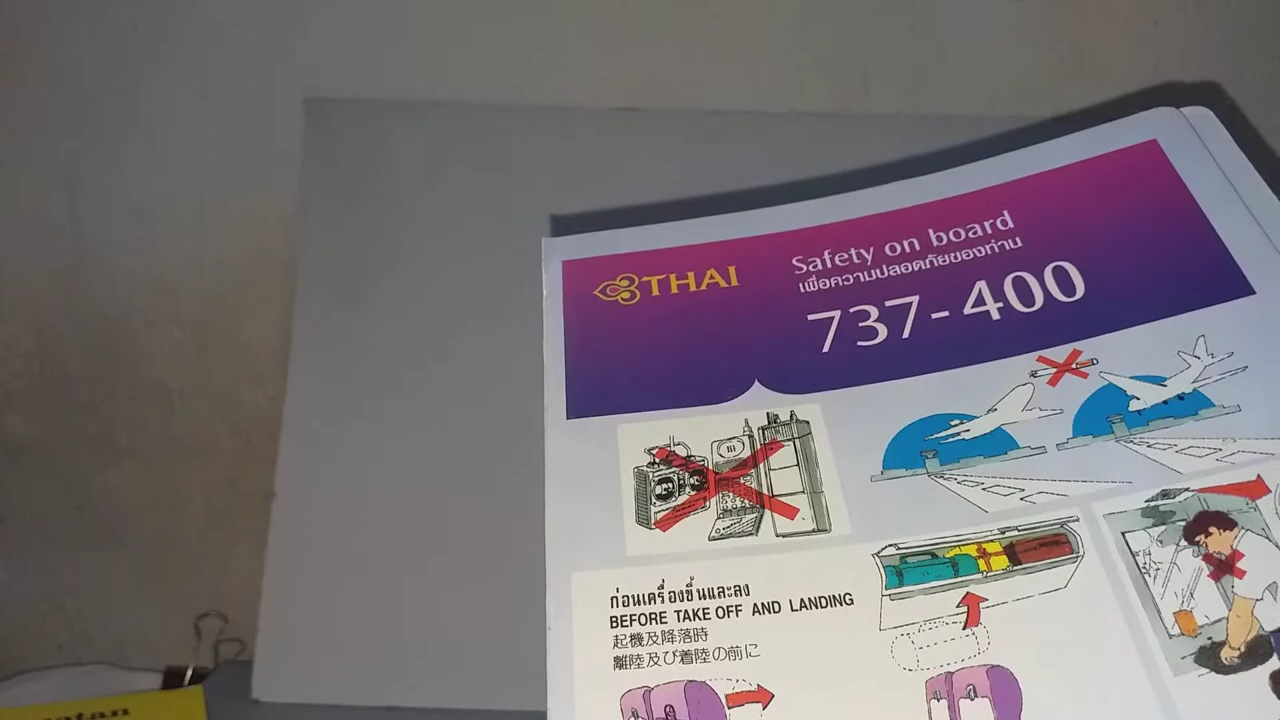 THAI
Safety on board
เพื่อความปลอดภัยของท่าน
737-400
ก่อนเครื่องขึ้นและลง
BEFORE TAKE OFF AND LANDING
起機及降落時
離陸及び着陸の前に